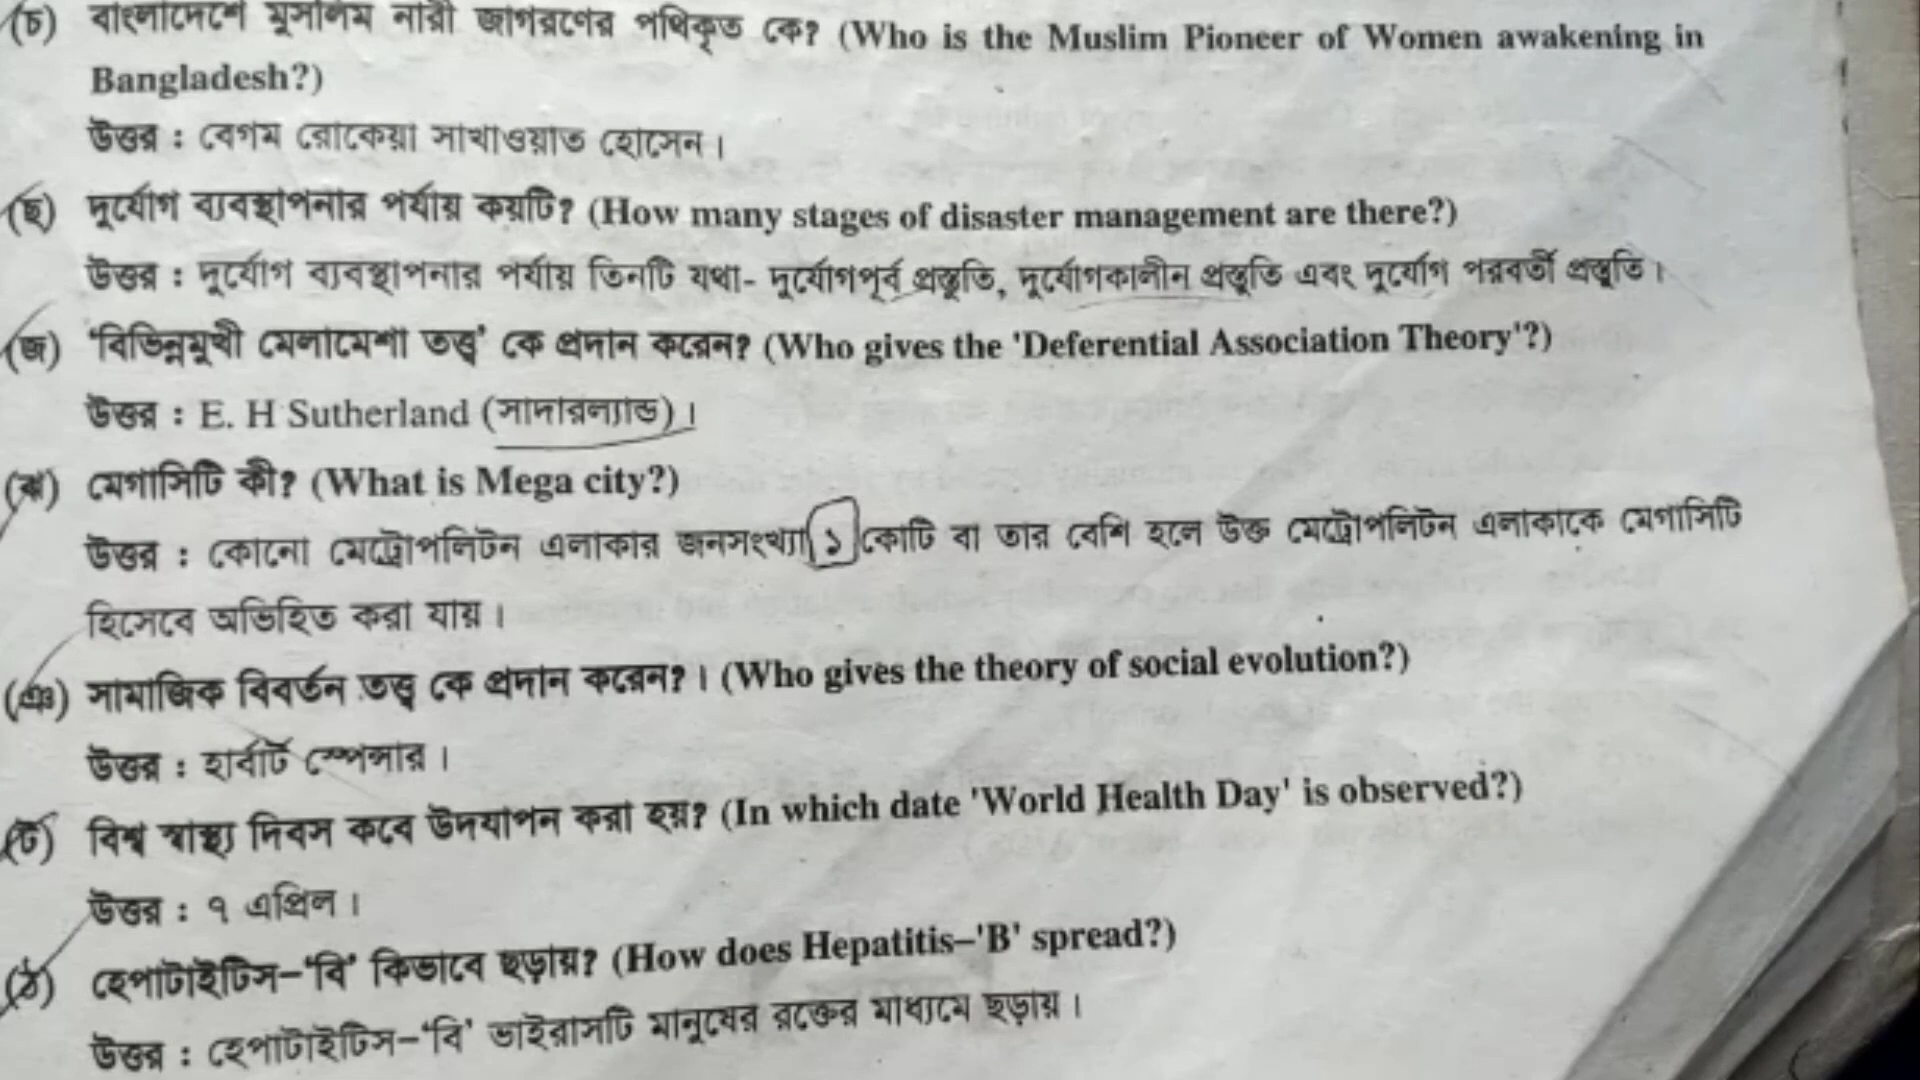 (চ) বাংলাদেশে মুসলিম নারী জাগরণের পথিকৃত কে? (Who is the Muslim Pioneer of Women awakening in
Bangladesh?)
উত্তর : বেগম রোকেয়া সাখাওয়াত হোসেন।
(ছ) দুর্যোগ ব্যবস্থাপনার পর্যায় কয়টি? (How many stages of disaster management are there?)
উত্তর : দুর্যোগ ব্যবস্থাপনার পর্যায় তিনটি যথা- দুর্যোগপূর্ব প্রস্তুতি, দুর্যোগকালীন প্রস্তুতি এবং দুর্যোগ পরবর্তী প্রস্তুতি।
(জ) ‘বিভিন্নমুখী মেলামেশা তত্ত্ব’ কে প্রদান করেন? (Who gives the 'Deferential Association Theory'?)
উত্তর : E. H Sutherland (সাদারল্যান্ড)।
(ঝ) মেগাসিটি কী? (What is Mega city?)
উত্তর : কোনো মেট্রোপলিটন এলাকার জনসংখ্যা ১ কোটি বা তার বেশি হলে উক্ত মেট্রোপলিটন এলাকাকে মেগাসিটি
হিসেবে অভিহিত করা যায়।
(ঞ) সামাজিক বিবর্তন তত্ত্ব কে প্রদান করেন?। (Who gives the theory of social evolution?)
উত্তর : হার্বার্ট স্পেন্সার।
(ট) বিশ্ব স্বাস্থ্য দিবস কবে উদযাপন করা হয়? (In which date 'World Health Day' is observed?)
উত্তর : ৭ এপ্রিল।
(ঠ) হেপাটাইটিস–‘বি’ কিভাবে ছড়ায়? (How does Hepatitis–'B' spread?)
উত্তর : হেপাটাইটিস–‘বি’ ভাইরাসটি মানুষের রক্তের মাধ্যমে ছড়ায়।